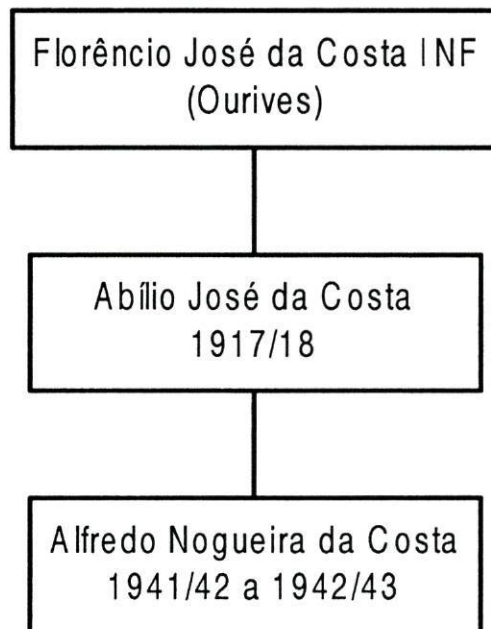 Florêncio José da Costa INF
(Ourives)
Abílio José da Costa
1917/18
Alfredo Nogueira da Costa
1941/42 a 1942/43